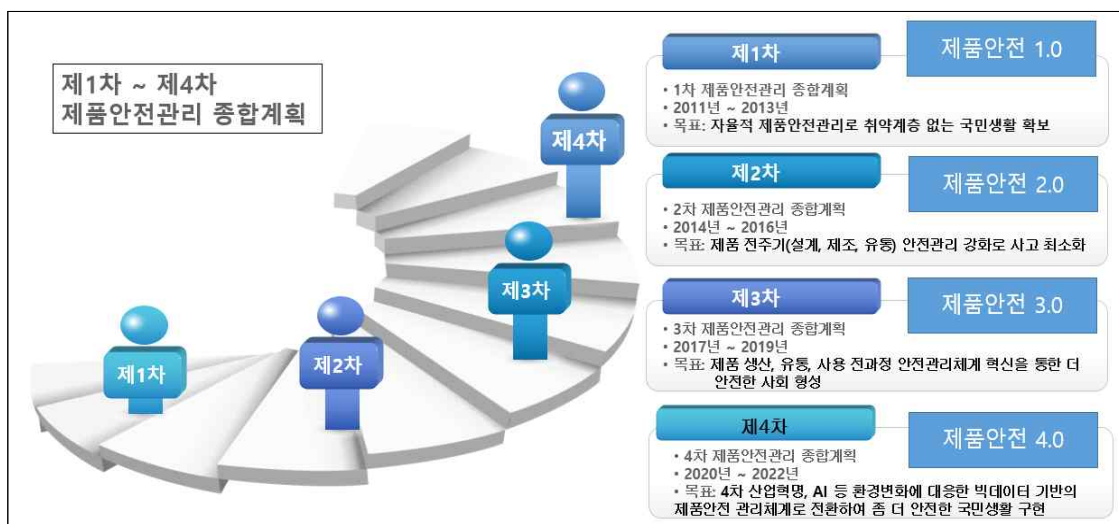 제1차 ~ 제4차
제품안전관리 종합계획
제1차
제2차
제3차
제4차
제1차
제품안전 1.0
• 1차 제품안전관리 종합계획
• 2011년 ~ 2013년
• 목표: 자율적 제품안전관리로 취약계층 없는 국민생활 확보
제2차
제품안전 2.0
• 2차 제품안전관리 종합계획
• 2014년 ~ 2016년
• 목표: 제품 전주기(설계, 제조, 유통) 안전관리 강화로 사고 최소화
제3차
제품안전 3.0
• 3차 제품안전관리 종합계획
• 2017년 ~ 2019년
• 목표: 제품 생산, 유통, 사용 전과정 안전관리체계 혁신을 통한 더
안전한 사회 형성
제4차
제품안전 4.0
• 4차 제품안전관리 종합계획
• 2020년 ~ 2022년
• 목표: 4차 산업혁명, AI 등 환경변화에 대응한 빅데이터 기반의
제품안전 관리체계로 전환하여 좀 더 안전한 국민생활 구현